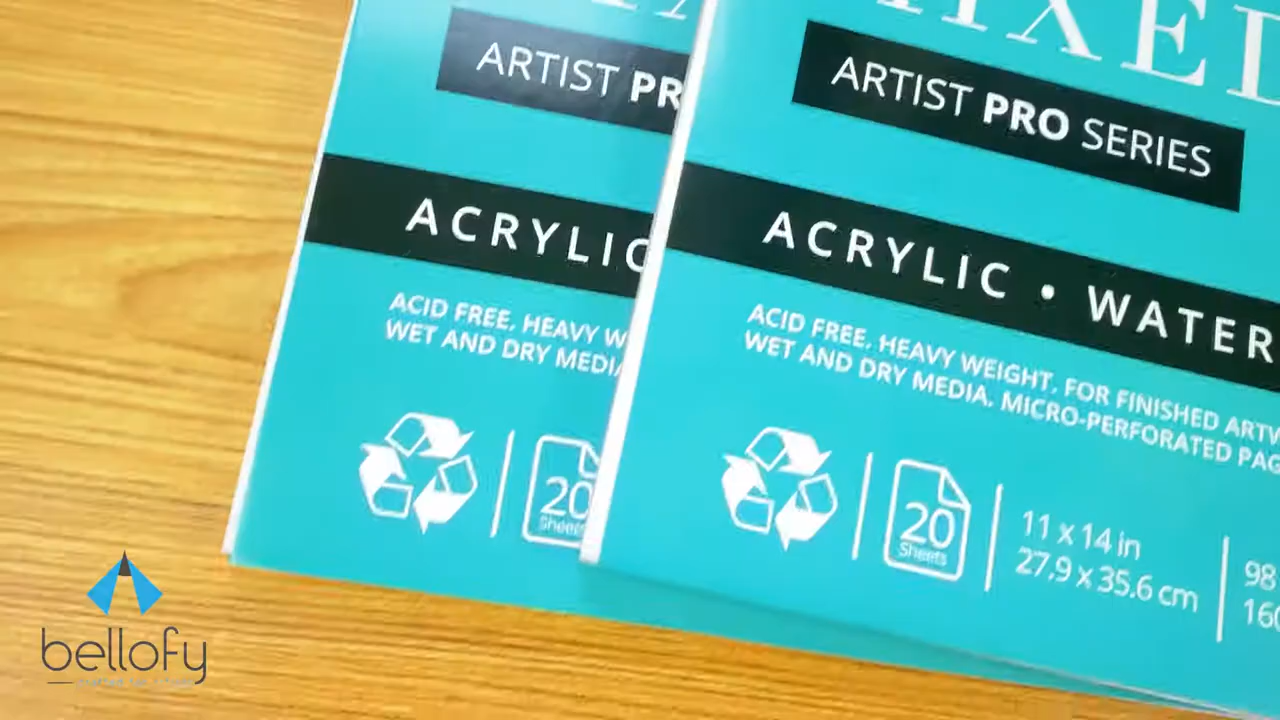 ARTIST PR
ACRYLIC
ACID FREE. HEAVY W
WET AND DRY MEDIA
20
Sheets
ARTIST PRO SERIES
ACRYLIC • WATER
ACID FREE. HEAVY WEIGHT. FOR FINISHED ARTW
WET AND DRY MEDIA. MICRO-PERFORATED PAG
20
Sheets
11 x 14 in
27,9 x 35.6 cm
98
160
bellofy